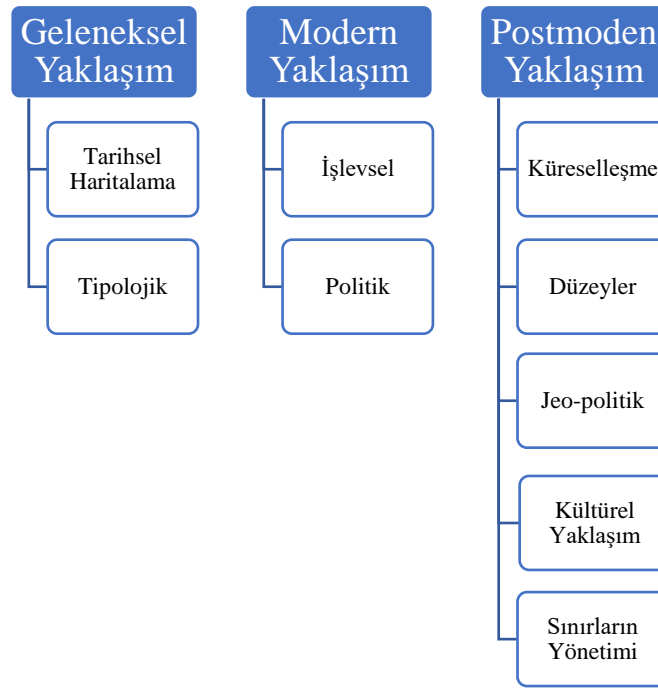 Geleneksel
Yaklaşım
Tarihsel
Haritalama
Tipolojik
Modern
Yaklaşım
İşlevsel
Politik
Postmoden
Yaklaşım
Küreselleşme
Düzeyler
Jeo-politik
Kültürel
Yaklaşım
Sınırların
Yönetimi